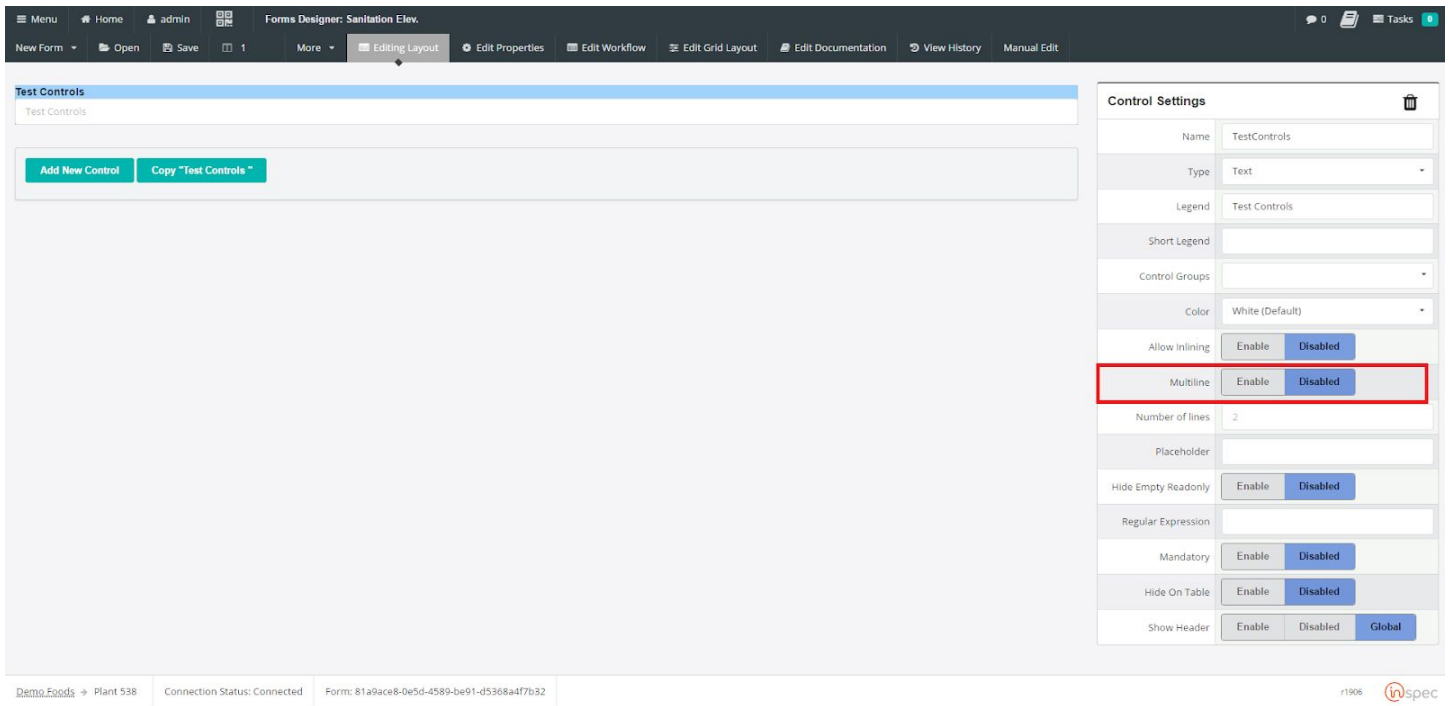 Menu Home admin Forms Designer: Sanitation Elev. 0 Tasks 0
New Form Open Save 1 More Editing Layout Edit Properties Edit Workflow Edit Grid Layout Edit Documentation View History Manual Edit
Test Controls
Test Controls
Add New Control Copy "Test Controls "
Control Settings
Name TestControls
Type Text
Legend Test Controls
Short Legend
Control Groups
Color White (Default)
Allow Inlining Enable Disabled
Multiline Enable Disabled
Number of lines 2
Placeholder
Hide Empty Readonly Enable Disabled
Regular Expression
Mandatory Enable Disabled
Hide On Table Enable Disabled
Show Header Enable Disabled Global
Demo Foods → Plant 538 Connection Status: Connected Form: 81a9ace8-0e5d-4589-be91-d5368a4f7b32 r1906 inspec